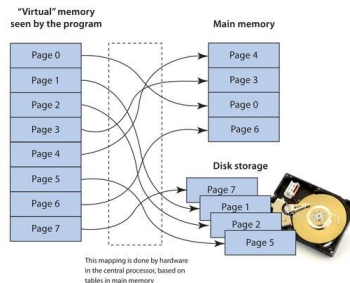 “Virtual” memory
seen by the program
Page 0
Page 1
Page 2
Page 3
Page 4
Page 5
Page 6
Page 7
Main memory
Page 4
Page 3
Page 0
Page 6
Disk storage
Page 7
Page 1
Page 2
Page 5
This mapping is done by hardware
in the central processor, based on
tables in main memory